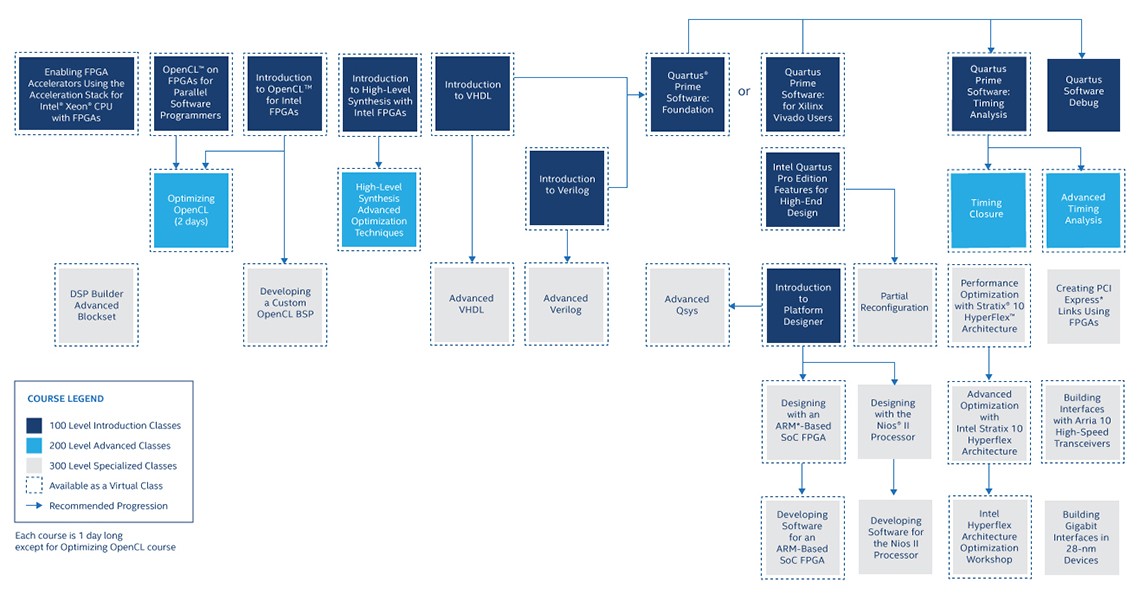 Enabling FPGA
Accelerators Using the
Acceleration Stack for
Intel® Xeon® CPU
with FPGAs
OpenCL™ on
FPGAs for
Parallel
Software
Programmers
Introduction
to OpenCL™
for Intel
FPGAs
Introduction
to High-Level
Synthesis with
Intel FPGAs
Introduction
to VHDL
Quartus®
Prime
Software:
Foundation
or
Quartus
Prime
Software:
for Xilinx
Vivado Users
Quartus
Prime
Software:
Timing
Analysis
Quartus
Software
Debug
Optimizing
OpenCL
(2 days)
High-Level
Synthesis
Advanced
Optimization
Techniques
Introduction
to Verilog
Intel Quartus
Pro Edition
Features for
High-End
Design
Timing
Closure
Advanced
Timing
Analysis
DSP Builder
Advanced
Blockset
Developing
a Custom
OpenCL BSP
Advanced
VHDL
Advanced
Verilog
Advanced
Qsys
Introduction
to
Platform
Designer
Partial
Reconfiguration
Performance
Optimization
with Stratix® 10
HyperFlex™
Architecture
Creating PCI
Express*
Links Using
FPGAs
Designing
with an
ARM*-Based
SoC FPGA
Designing
with the
Nios® II
Processor
Advanced
Optimization
with
Intel Stratix 10
Hyperflex
Architecture
Building
Interfaces
with Arria 10
High-Speed
Transceivers
Developing
Software
for an
ARM-Based
SoC FPGA
Developing
Software for
the Nios II
Processor
Intel
Hyperflex
Architecture
Optimization
Workshop
Building
Gigabit
Interfaces in
28-nm
Devices
COURSE LEGEND
100 Level Introduction Classes
200 Level Advanced Classes
300 Level Specialized Classes
Available as a Virtual Class
Recommended Progression
Each course is 1 day long
except for Optimizing OpenCL course